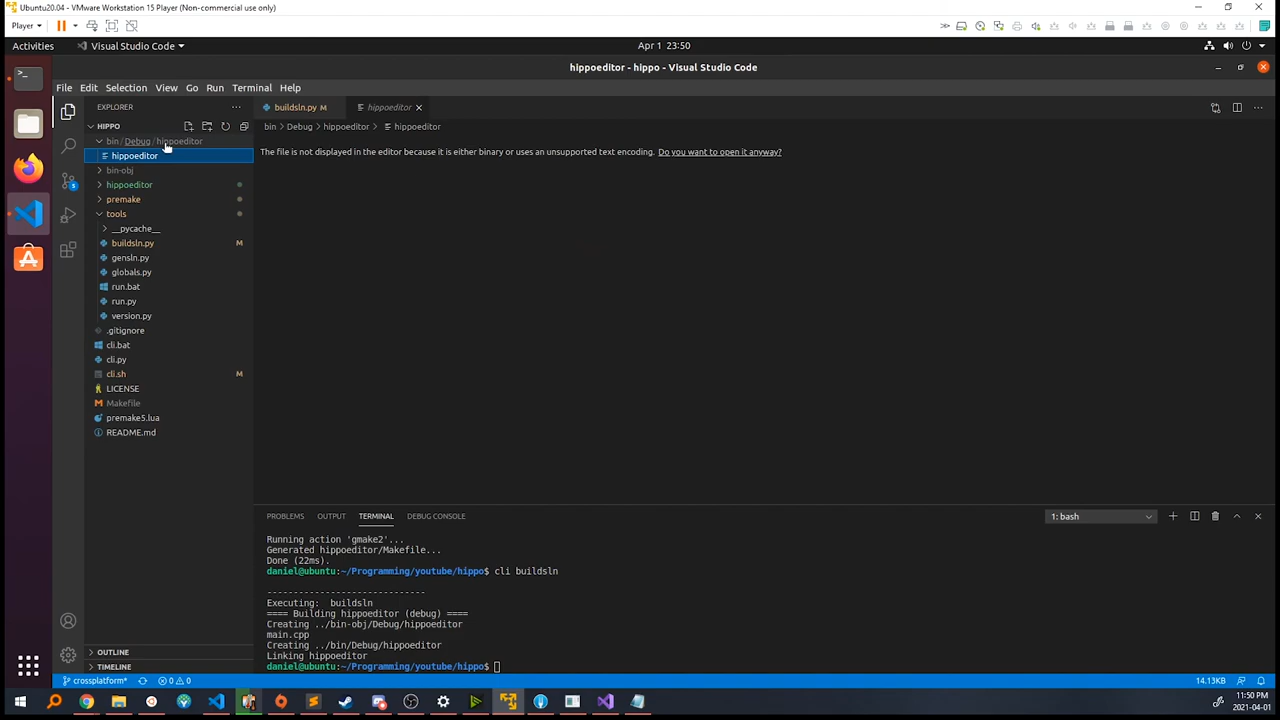 Ubuntu20.04 - VMware Workstation 15 Player (Non-commercial use only)
Player
Activities
Visual Studio Code
Apr 1 23:50
hippoeditor - hippo - Visual Studio Code
File Edit Selection View Go Run Terminal Help
EXPLORER
buildsln.py M
hippoeditor
HIPPO
bin > Debug > hippoeditor > hippoeditor
bin / Debug / hippoeditor
The file is not displayed in the editor because it is either binary or uses an unsupported text encoding. Do you want to open it anyway?
hippoeditor
bin-obj
hippoeditor
premake
tools
__pycache__
buildsln.py M
gensln.py
globals.py
run.bat
run.py
version.py
.gitignore
cli.bat
cli.py
cli.sh M
LICENSE
Makefile
premake5.lua
README.md
PROBLEMS OUTPUT TERMINAL DEBUG CONSOLE
1: bash
Running action 'gmake2'...
Generated hippoeditor/Makefile...
Done (22ms).
daniel@ubuntu:~/Programming/youtube/hippo$ cli buildsln
-----------------------------
Executing:  buildsln
==== Building hippoeditor (debug) ====
Creating ../bin-obj/Debug/hippoeditor
main.cpp
Creating ../bin/Debug/hippoeditor
Linking hippoeditor
daniel@ubuntu:~/Programming/youtube/hippo$
OUTLINE
TIMELINE
crossplatform* 0 0
14.13KB
11:50 PM
2021-04-01